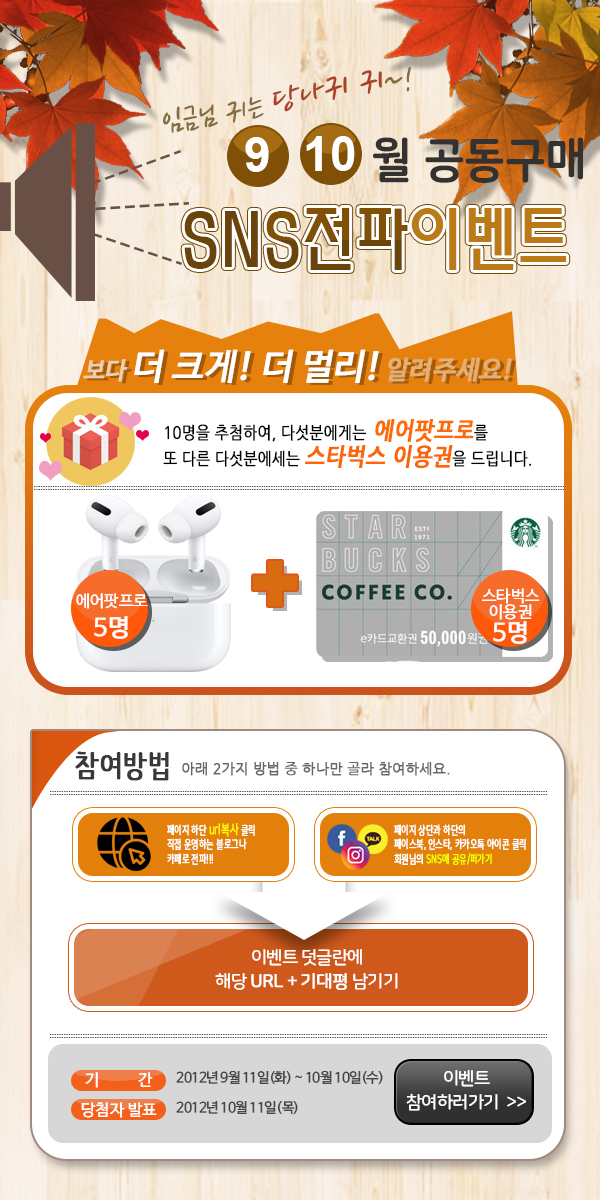 임금님 귀는 당나귀 귀~!
9 10 월 공동구매
SNS전파이벤트
보다 더 크게! 더 멀리! 알려주세요!
10명을 추첨하여, 다섯분에게는 에어팟프로를
또 다른 다섯분에세는 스타벅스 이용권을 드립니다.
에어팟프로
5명
STAR
ESTD
1971
BUCKS
COFFEE CO.
e카드교환권 50,000원권
스타벅스
이용권
5명
참여방법 아래 2가지 방법 중 하나만 골라 참여하세요.
페이지 하단 url복사 클릭
직접 운영하는 블로그나
카페로 전파!!!
f TALK
페이지 상단과 하단의
페이스북, 인스타, 카카오톡 아이콘 클릭
회원님의 SNS에 공유/퍼가기
이벤트 덧글란에
해당 URL + 기대평 남기기
기 간 2012년 9월 11일(화) ~ 10월 10일(수)
당첨자 발표 2012년 10월 11일(목)
이벤트
참여하러가기 >>